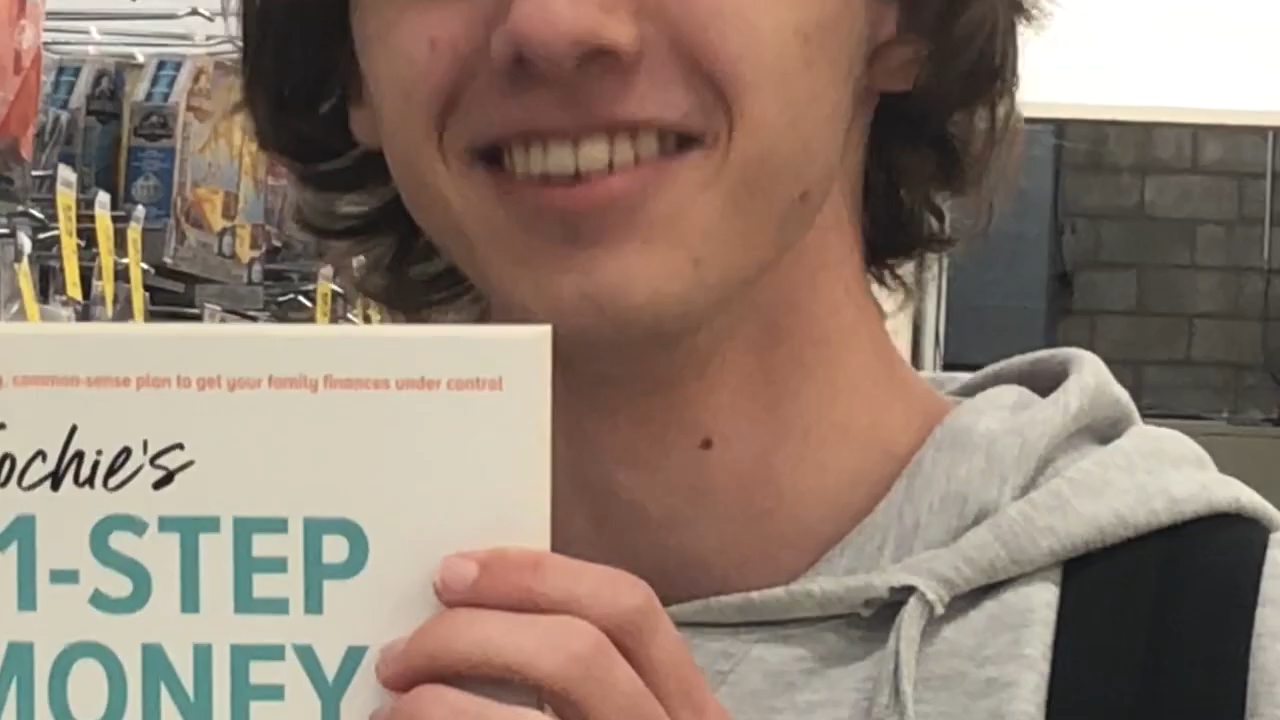 common-sense plan to get your family finances under control
ochie's
1-STEP
MONEY